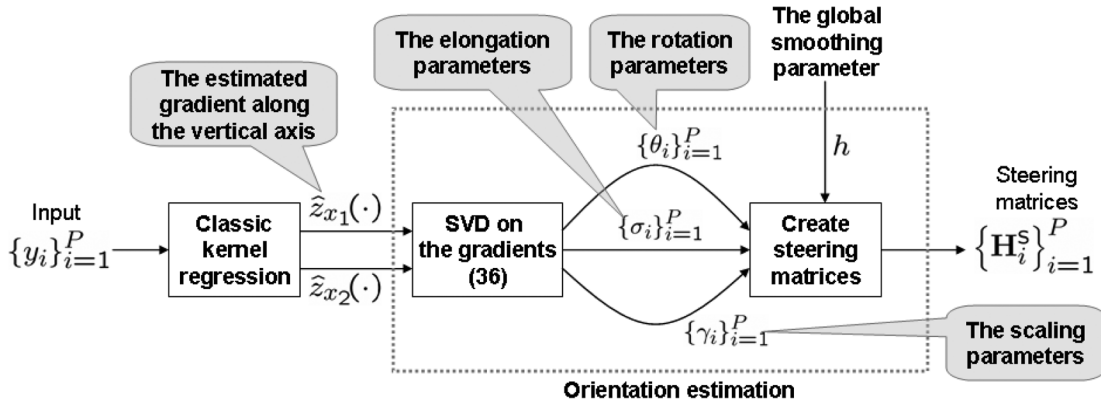 The estimated
gradient along
the vertical axis
The elongation
parameters
The rotation
parameters
The global
smoothing
parameter
{θ_i}_{i=1}^P
h
Input
{y_i}_{i=1}^P
Classic
kernel
regression
ẑ_{x_1}(·)
ẑ_{x_2}(·)
SVD on
the gradients
(36)
{σ_i}_{i=1}^P
{γ_i}_{i=1}^P
Create
steering
matrices
Steering
matrices
{H_i^s}_{i=1}^P
The scaling
parameters
Orientation estimation